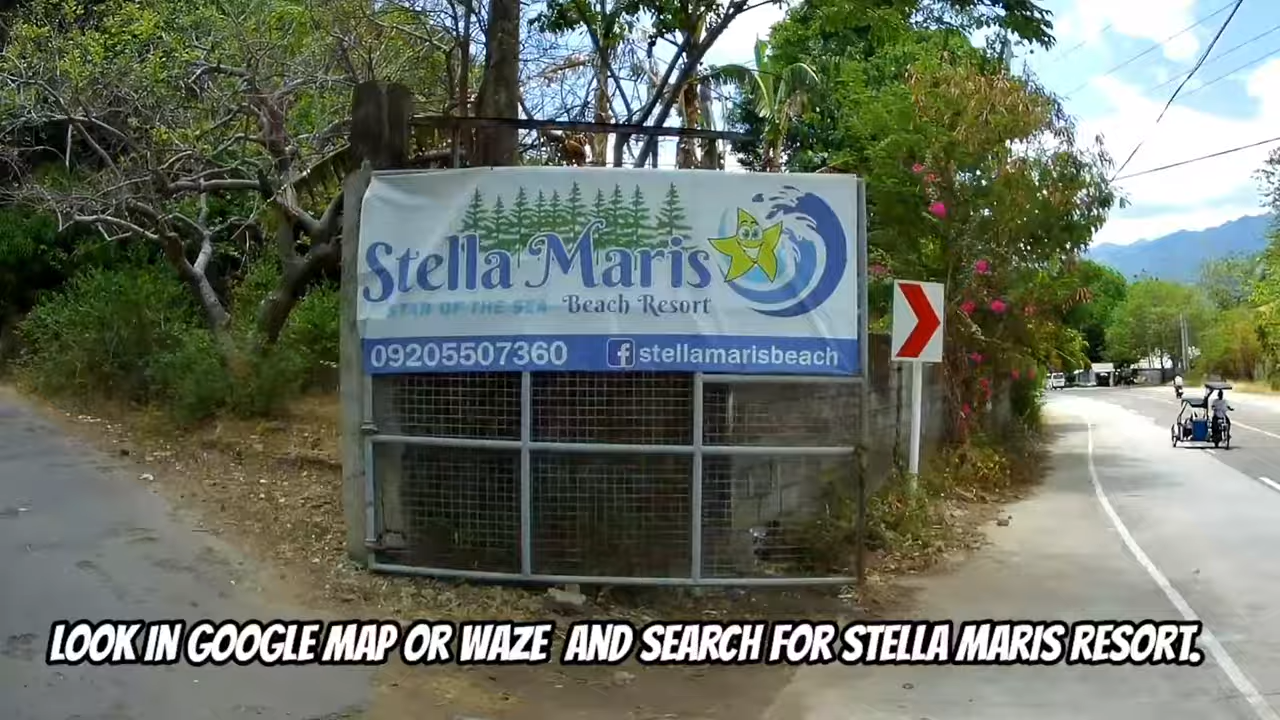 Stella Maris
STAR OF THE SEA Beach Resort
09205507360 f stellamarisbeach
LOOK IN GOOGLE MAP OR WAZE AND SEARCH FOR STELLA MARIS RESORT.